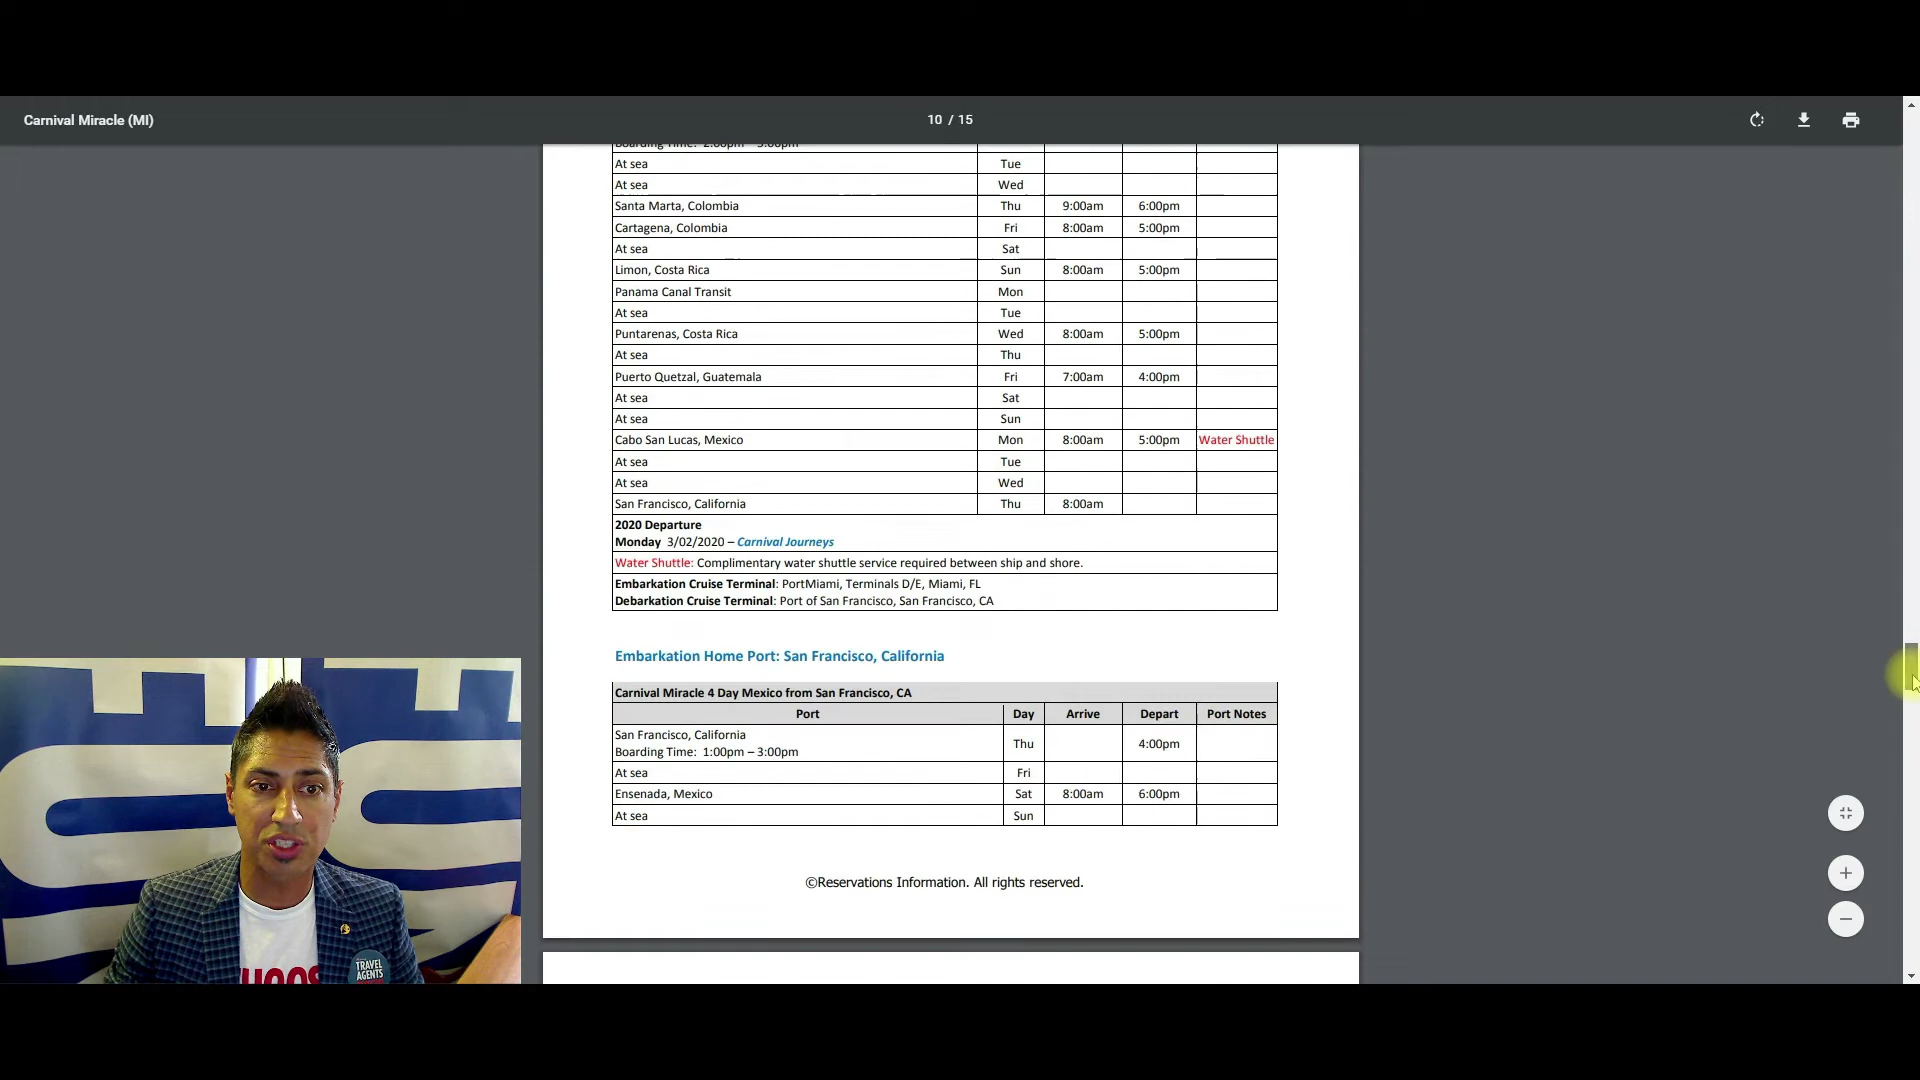 Carnival Miracle (MI)
10 / 15
Boarding Time: 2:00pm – 3:00pm
At sea Tue
At sea Wed
Santa Marta, Colombia Thu 9:00am 6:00pm
Cartagena, Colombia Fri 8:00am 5:00pm
At sea Sat
Limon, Costa Rica Sun 8:00am 5:00pm
Panama Canal Transit Mon
At sea Tue
Puntarenas, Costa Rica Wed 8:00am 5:00pm
At sea Thu
Puerto Quetzal, Guatemala Fri 7:00am 4:00pm
At sea Sat
At sea Sun
Cabo San Lucas, Mexico Mon 8:00am 5:00pm Water Shuttle
At sea Tue
At sea Wed
San Francisco, California Thu 8:00am
2020 Departure
Monday 3/02/2020 – Carnival Journeys
Water Shuttle: Complimentary water shuttle service required between ship and shore.
Embarkation Cruise Terminal: PortMiami, Terminals D/E, Miami, FL
Debarkation Cruise Terminal: Port of San Francisco, San Francisco, CA
Embarkation Home Port: San Francisco, California
Carnival Miracle 4 Day Mexico from San Francisco, CA
Port Day Arrive Depart Port Notes
San Francisco, California
Boarding Time: 1:00pm – 3:00pm Thu 4:00pm
At sea Fri
Ensenada, Mexico Sat 8:00am 6:00pm
At sea Sun
©Reservations Information. All rights reserved.
TRAVEL
AGENTS